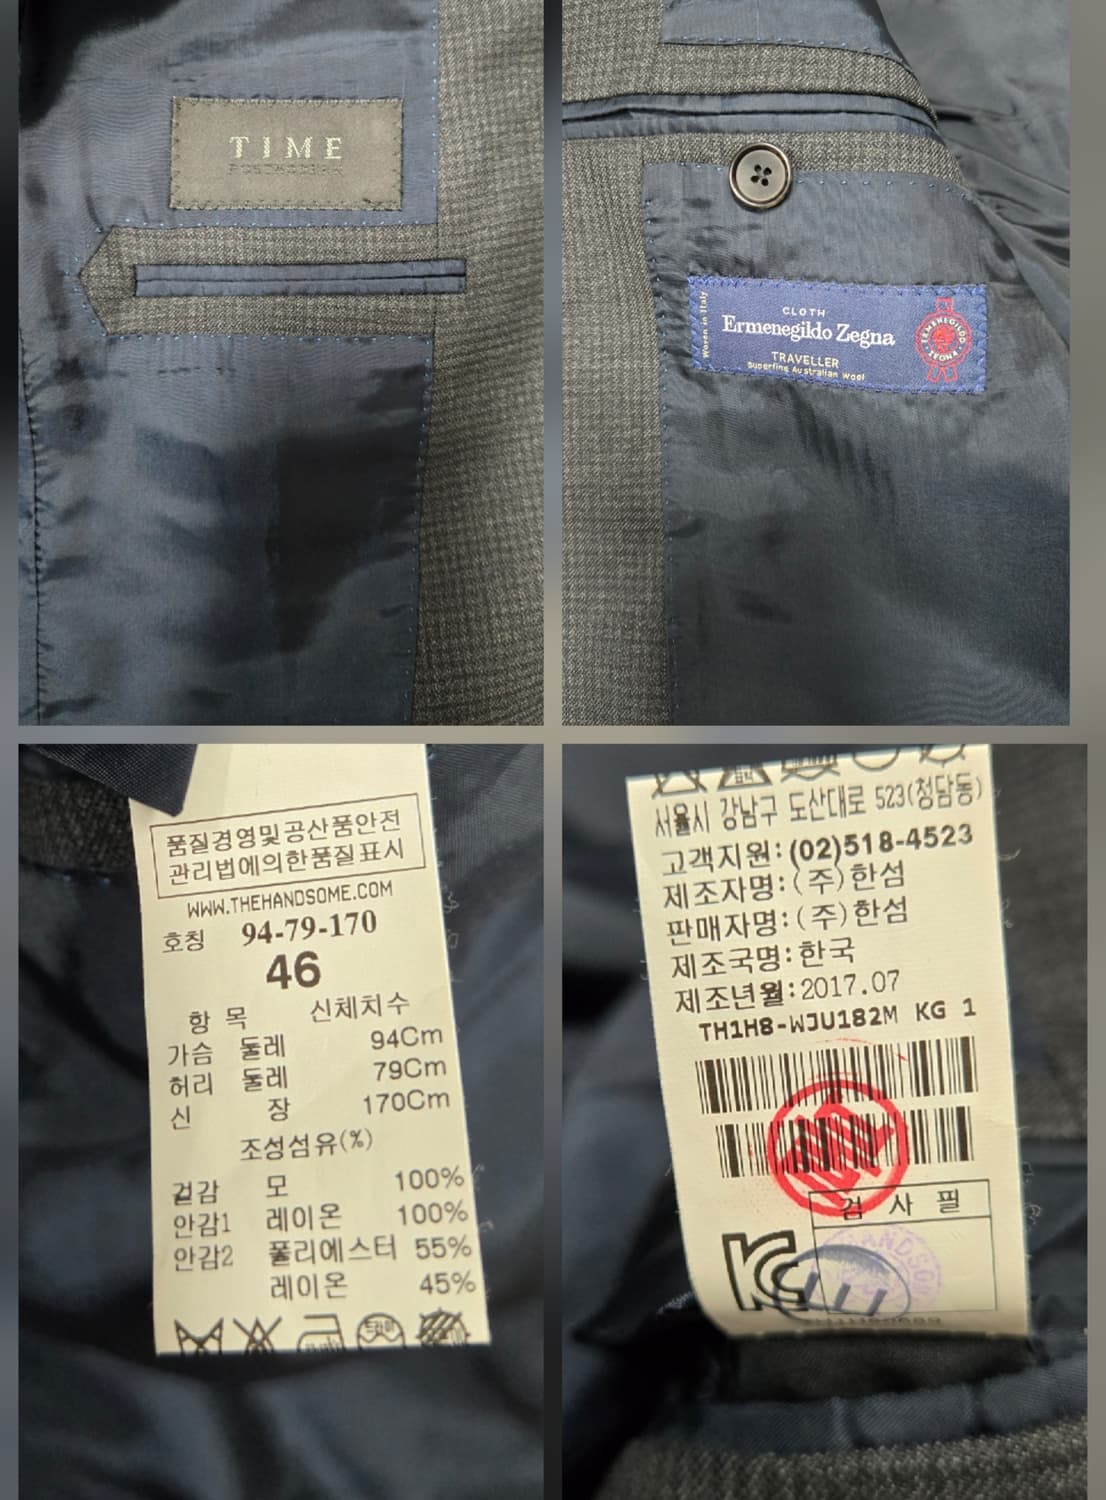 TIME
CLOTH
Ermenegildo Zegna
TRAVELLER
Superfine Australian Wool
Woven in Italy
ERMENEGILDO
ZEGNA
품질경영및공산품안전
관리법에의한품질표시
WWW.THEHANDSOME.COM
호칭 94-79-170
46
항 목 신체치수
가슴 둘레 94Cm
허리 둘레 79Cm
신 장 170Cm
조성섬유(%)
겉감 모 100%
안감1 레이온 100%
안감2 폴리에스터 55%
레이온 45%
드라이
서울시 강남구 도산대로 523(청담동)
고객지원:(02)518-4523
제조자명:(주)한섬
판매자명:(주)한섬
제조국명:한국
제조년월:2017.07
TH1H8-WJU182M KG 1
검 사 필